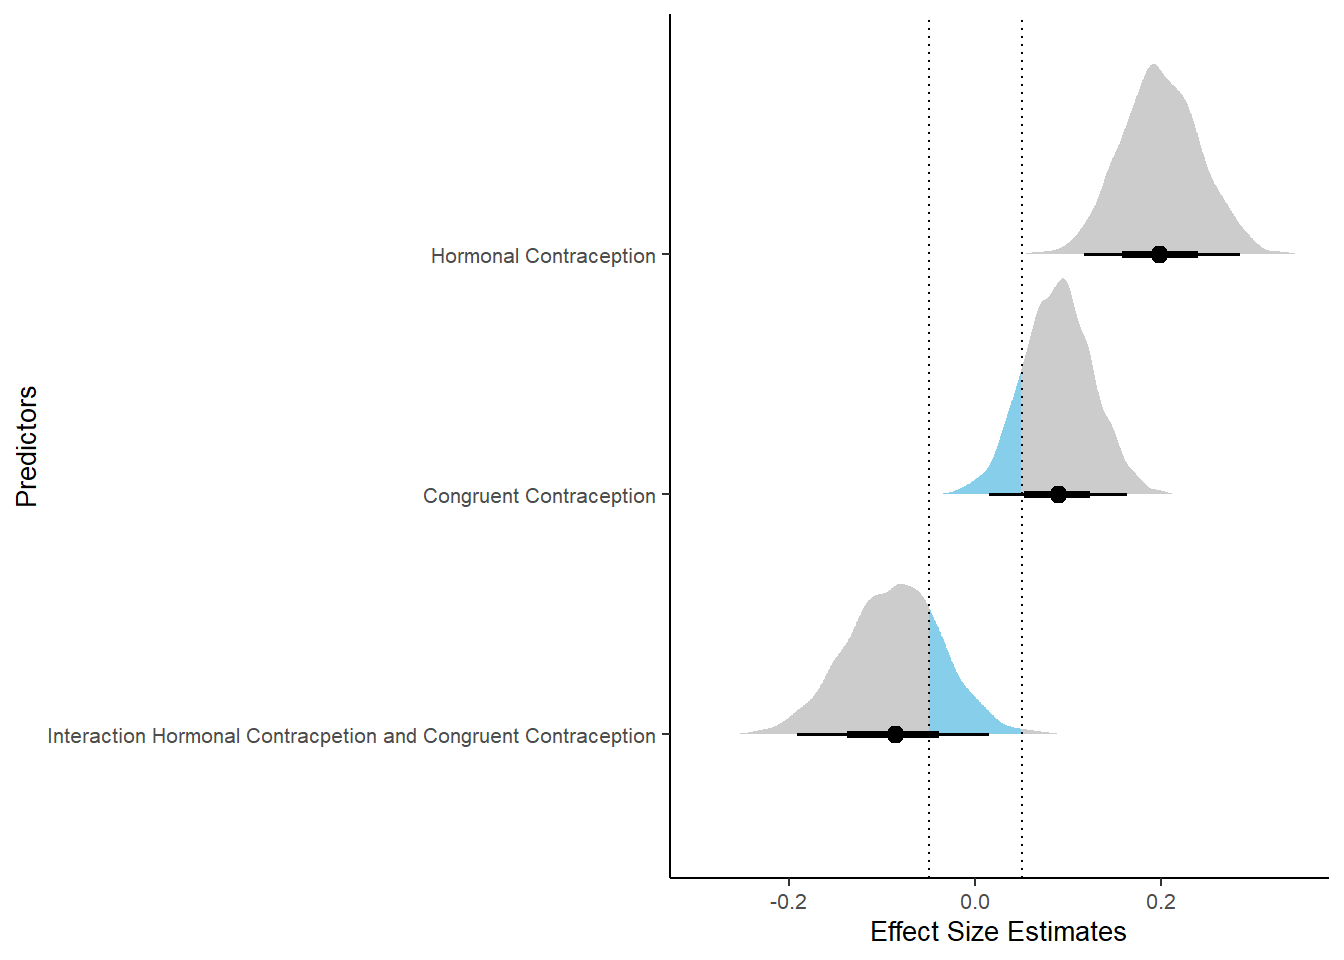 Predictors
Hormonal Contraception
Congruent Contraception
Interaction Hormonal Contracpetion and Congruent Contraception
-0.2
0.0
0.2
Effect Size Estimates